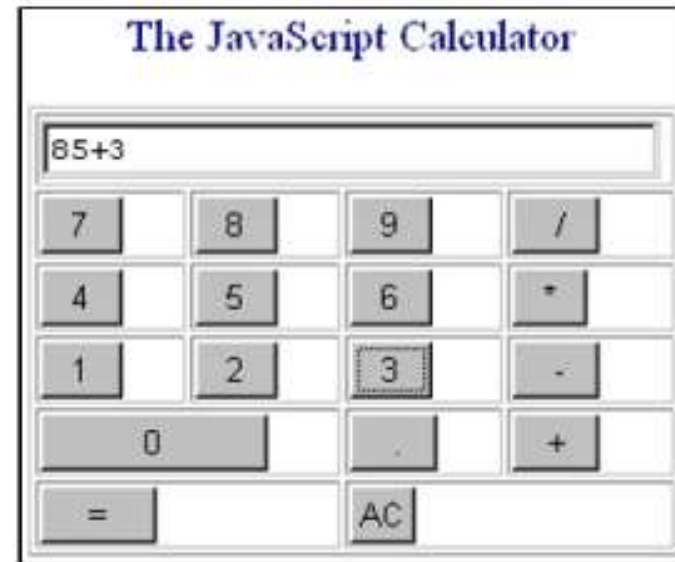 The JavaScript Calculator
85+3
7 8 9 /
4 5 6 *
1 2 3 -
0 . +
= AC